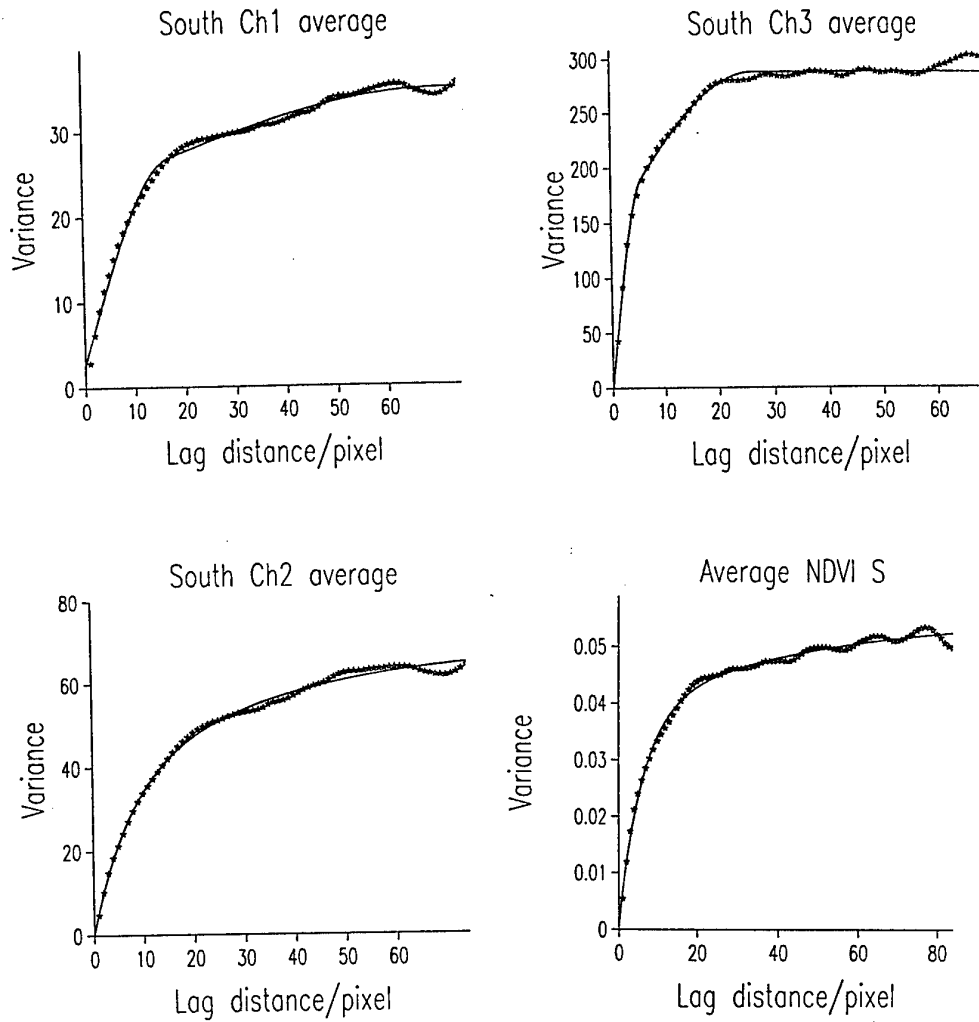 South Ch1 average
Variance
30
20
10
0
0 10 20 30 40 50 60
Lag distance/pixel
South Ch3 average
Variance
300
250
200
150
100
50
0
0 10 20 30 40 50 60
Lag distance/pixel
South Ch2 average
Variance
80
60
40
20
0
0 10 20 30 40 50 60 70
Lag distance/pixel
Average NDVI S
Variance
0.05
0.04
0.03
0.02
0.01
0
0 20 40 60 80
Lag distance/pixel